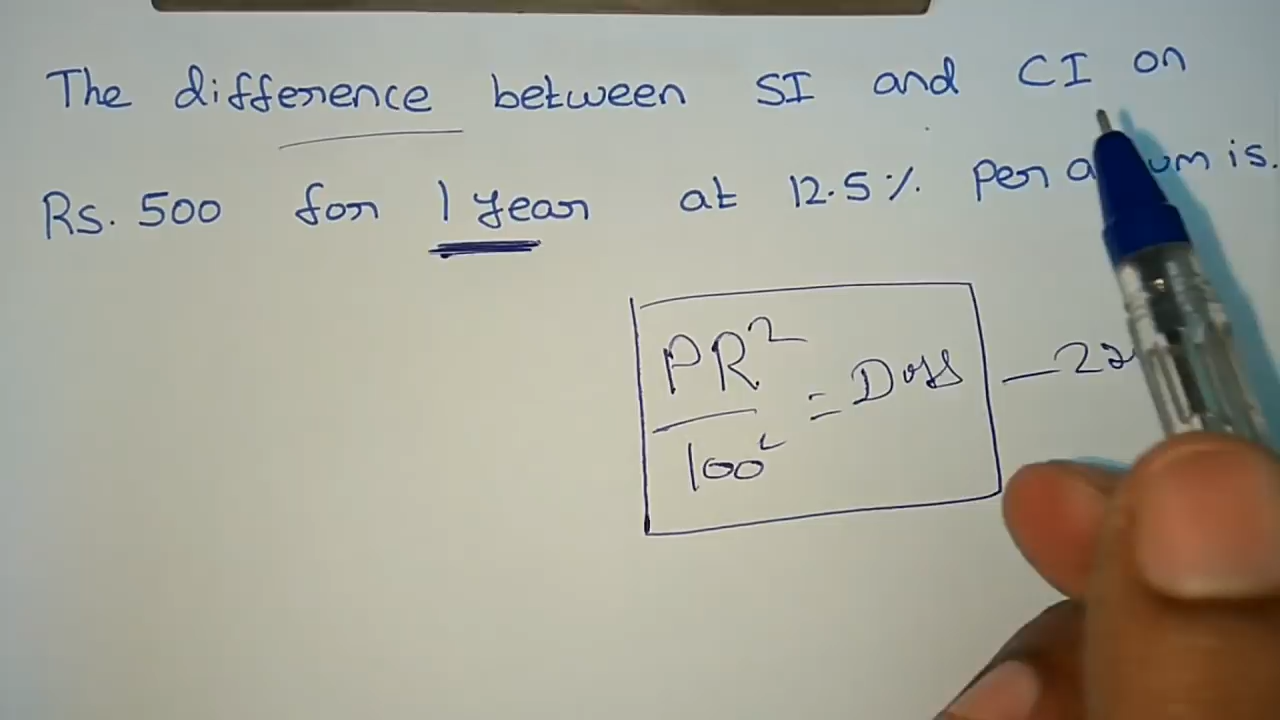 The difference between SI and CI on
Rs. 500 for 1 year at 12.5 % per is.
PR²
= Diff
100²